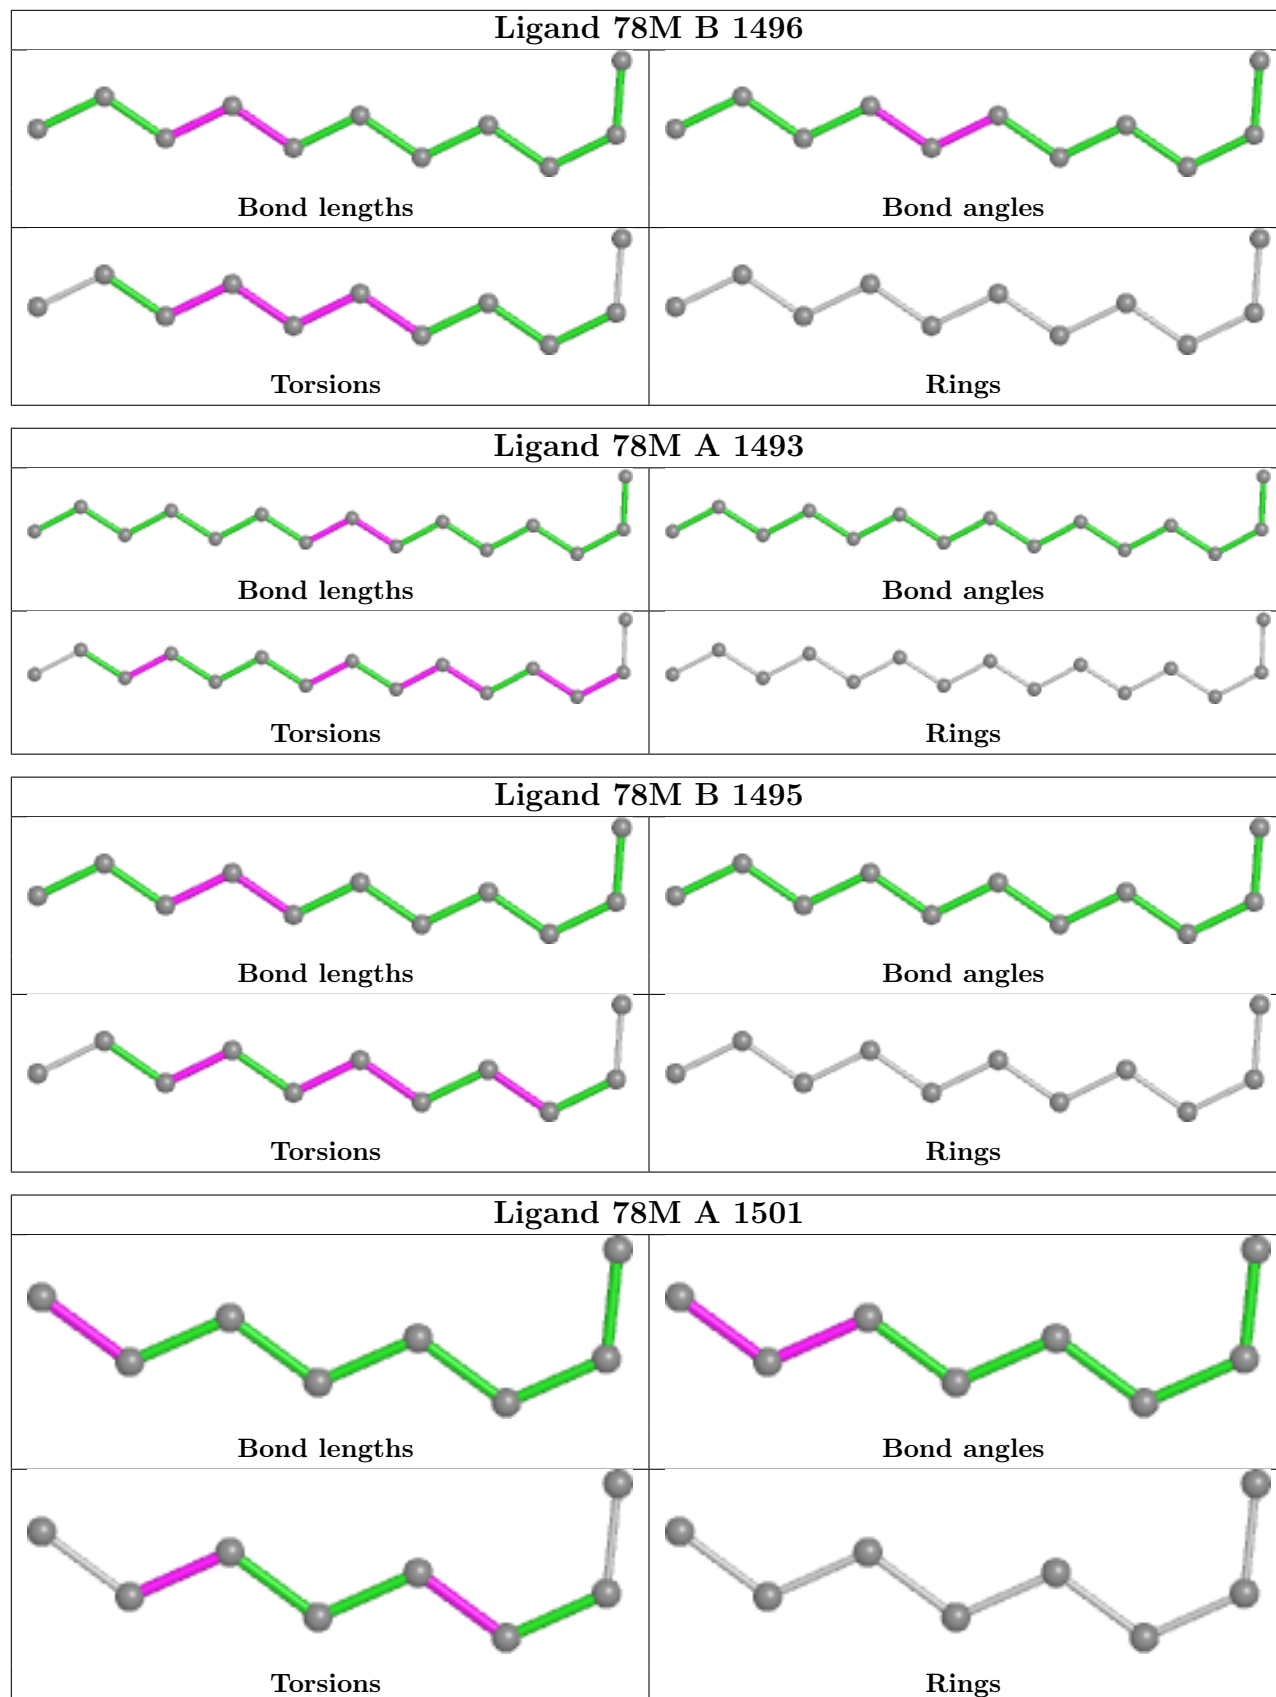 Ligand 78M B 1496
Bond lengths
Bond angles
Torsions
Rings
Ligand 78M A 1493
Bond lengths
Bond angles
Torsions
Rings
Ligand 78M B 1495
Bond lengths
Bond angles
Torsions
Rings
Ligand 78M A 1501
Bond lengths
Bond angles
Torsions
Rings